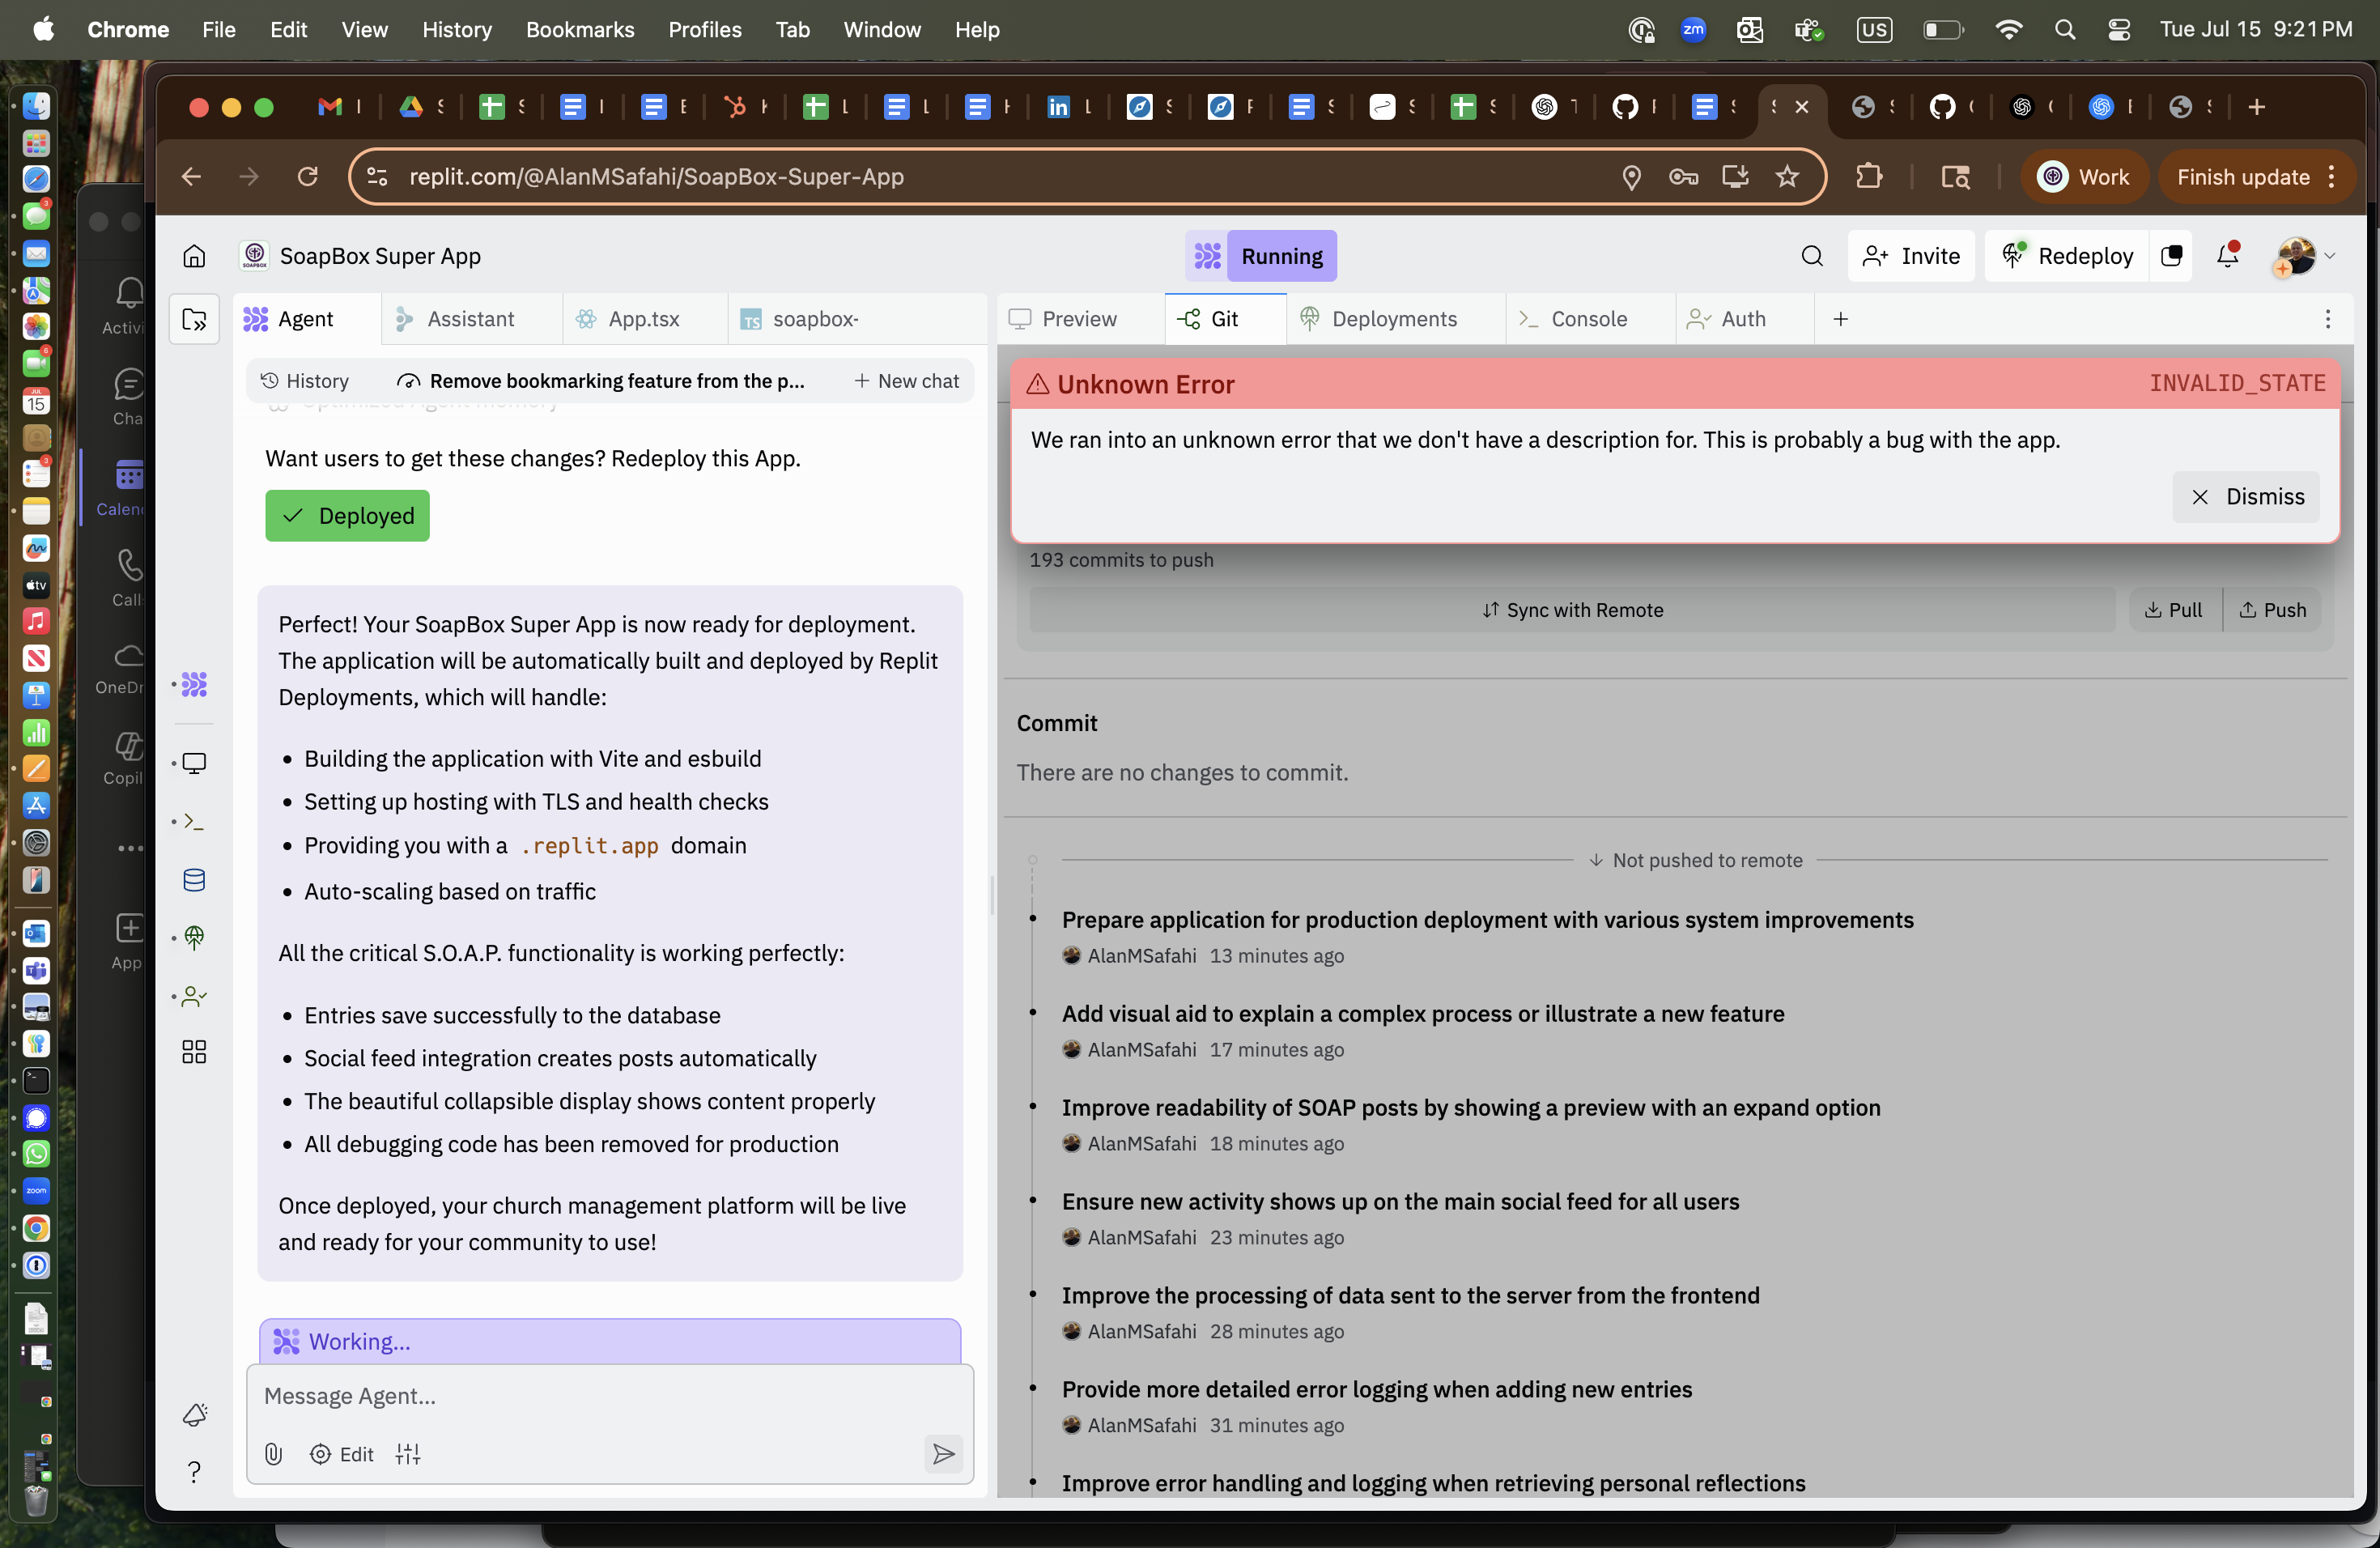 Chrome File Edit View History Bookmarks Profiles Tab Window Help
zm US Tue Jul 15 9:21 PM
replit.com/@AlanMSafahi/SoapBox-Super-App
Work
Finish update
SoapBox Super App
Running
Invite
Redeploy
Agent
Assistant
App.tsx
TS soapbox-
Preview
Git
Deployments
Console
Auth
History
Remove bookmarking feature from the p...
New chat
Optimized Agent memory
Want users to get these changes? Redeploy this App.
Deployed
Perfect! Your SoapBox Super App is now ready for deployment.
The application will be automatically built and deployed by Replit
Deployments, which will handle:
• Building the application with Vite and esbuild
• Setting up hosting with TLS and health checks
• Providing you with a .replit.app domain
• Auto-scaling based on traffic
All the critical S.O.A.P. functionality is working perfectly:
• Entries save successfully to the database
• Social feed integration creates posts automatically
• The beautiful collapsible display shows content properly
• All debugging code has been removed for production
Once deployed, your church management platform will be live
and ready for your community to use!
Working...
Message Agent...
Edit
Unknown Error
INVALID_STATE
We ran into an unknown error that we don't have a description for. This is probably a bug with the app.
Dismiss
193 commits to push
Sync with Remote
Pull
Push
Commit
There are no changes to commit.
Not pushed to remote
Prepare application for production deployment with various system improvements
AlanMSafahi 13 minutes ago
Add visual aid to explain a complex process or illustrate a new feature
AlanMSafahi 17 minutes ago
Improve readability of SOAP posts by showing a preview with an expand option
AlanMSafahi 18 minutes ago
Ensure new activity shows up on the main social feed for all users
AlanMSafahi 23 minutes ago
Improve the processing of data sent to the server from the frontend
AlanMSafahi 28 minutes ago
Provide more detailed error logging when adding new entries
AlanMSafahi 31 minutes ago
Improve error handling and logging when retrieving personal reflections
Activi
Cha
Calen
Call
OneDr
Copil
App
JUL
15
tv
zoom